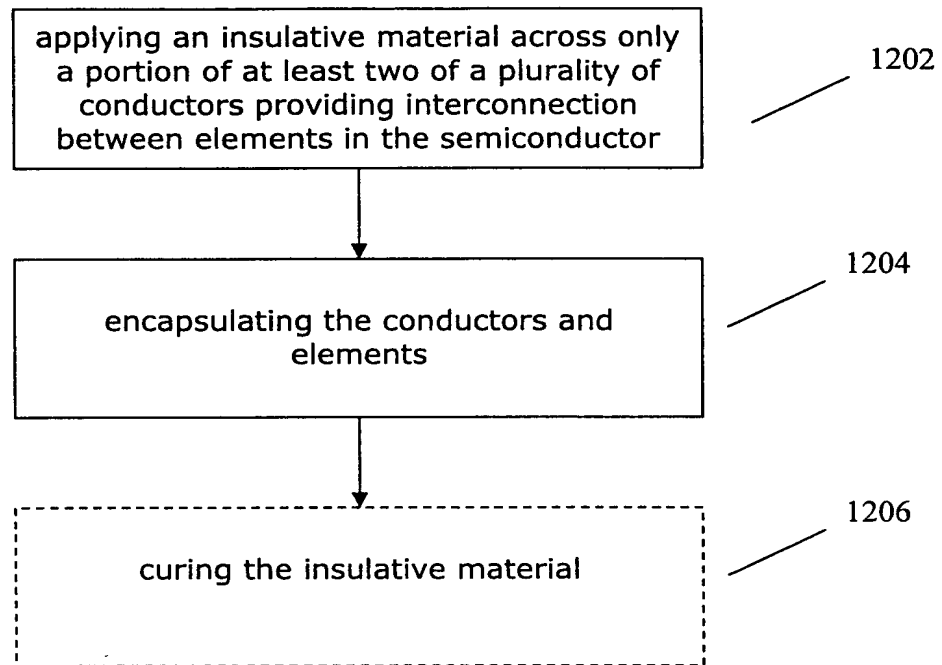 applying an insulative material across only
a portion of at least two of a plurality of
conductors providing interconnection
between elements in the semiconductor
1202
encapsulating the conductors and
elements
1204
curing the insulative material
1206